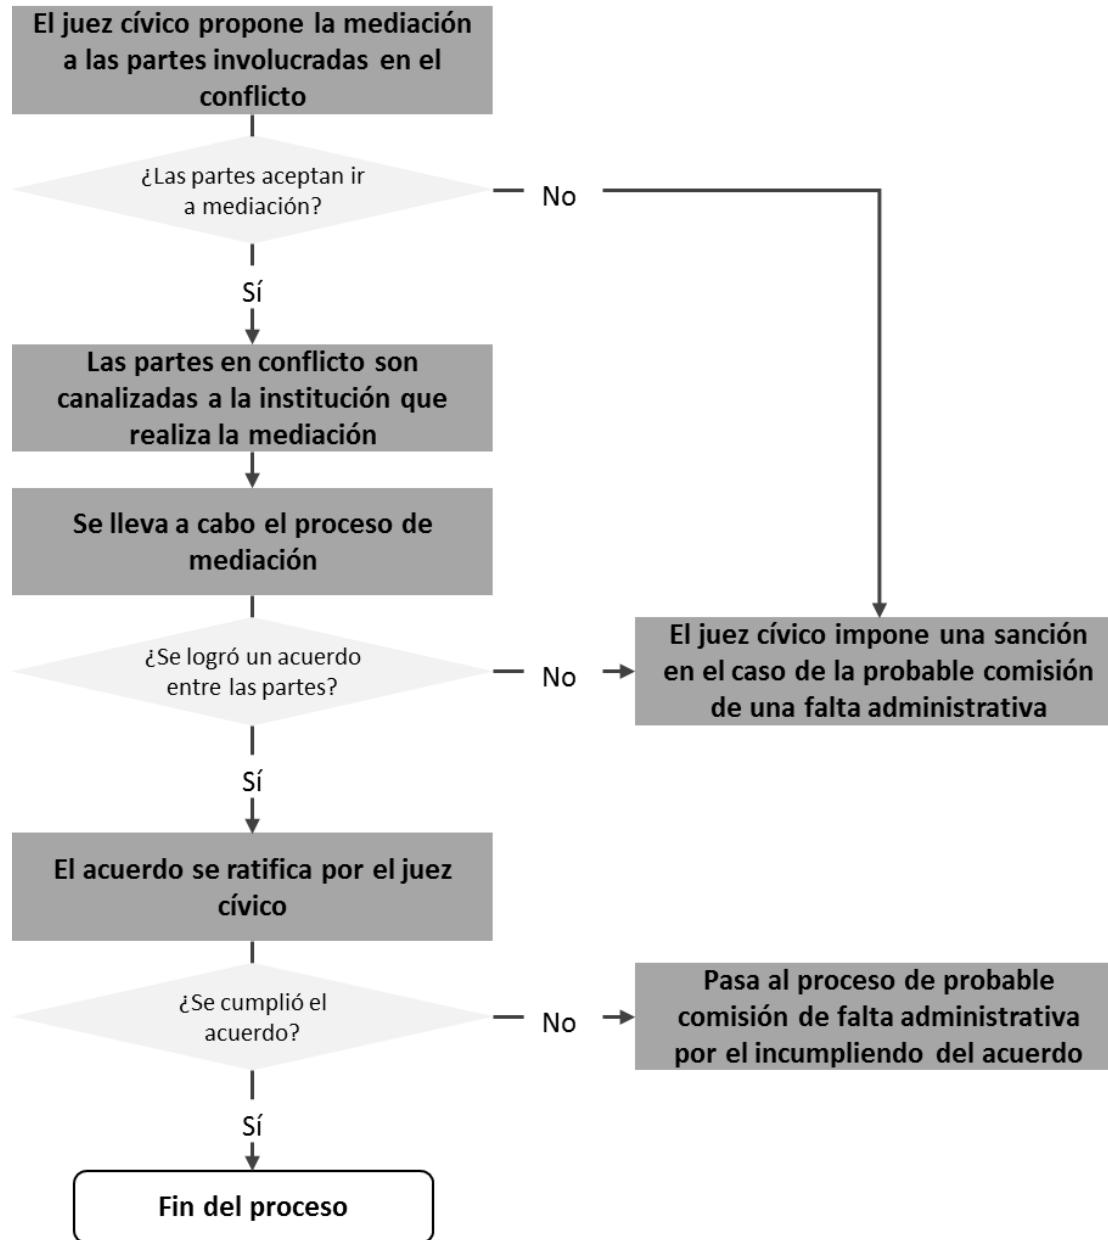 El juez cívico propone la mediación
a las partes involucradas en el
conflicto
¿Las partes aceptan ir
a mediación?
No
Sí
Las partes en conflicto son
canalizadas a la institución que
realiza la mediación
Se lleva a cabo el proceso de
mediación
¿Se logró un acuerdo
entre las partes?
No
El juez cívico impone una sanción
en el caso de la probable comisión
de una falta administrativa
Sí
El acuerdo se ratifica por el juez
cívico
¿Se cumplió el
acuerdo?
No
Pasa al proceso de probable
comisión de falta administrativa
por el incumpliendo del acuerdo
Sí
Fin del proceso